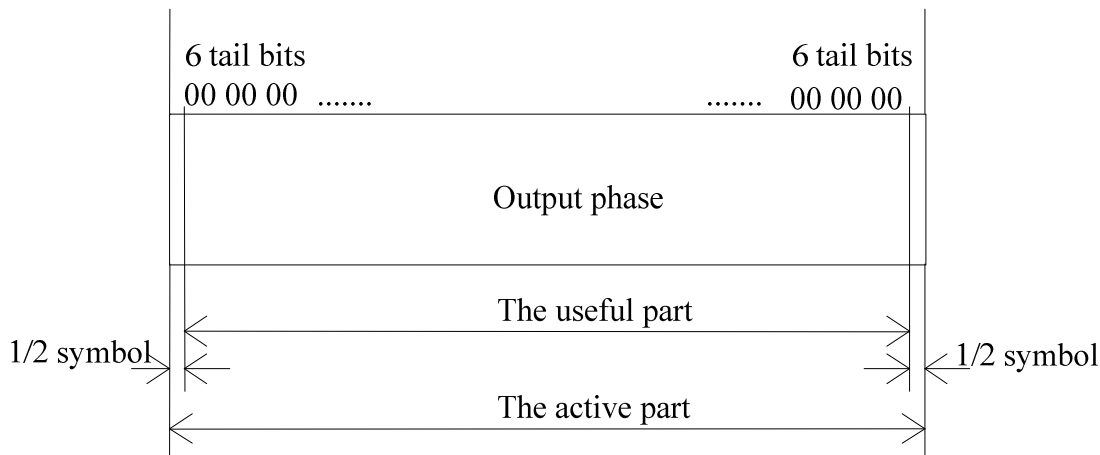 6 tail bits 6 tail bits
00 00 00 ....... ....... 00 00 00
Output phase
The useful part
1/2 symbol 1/2 symbol
The active part